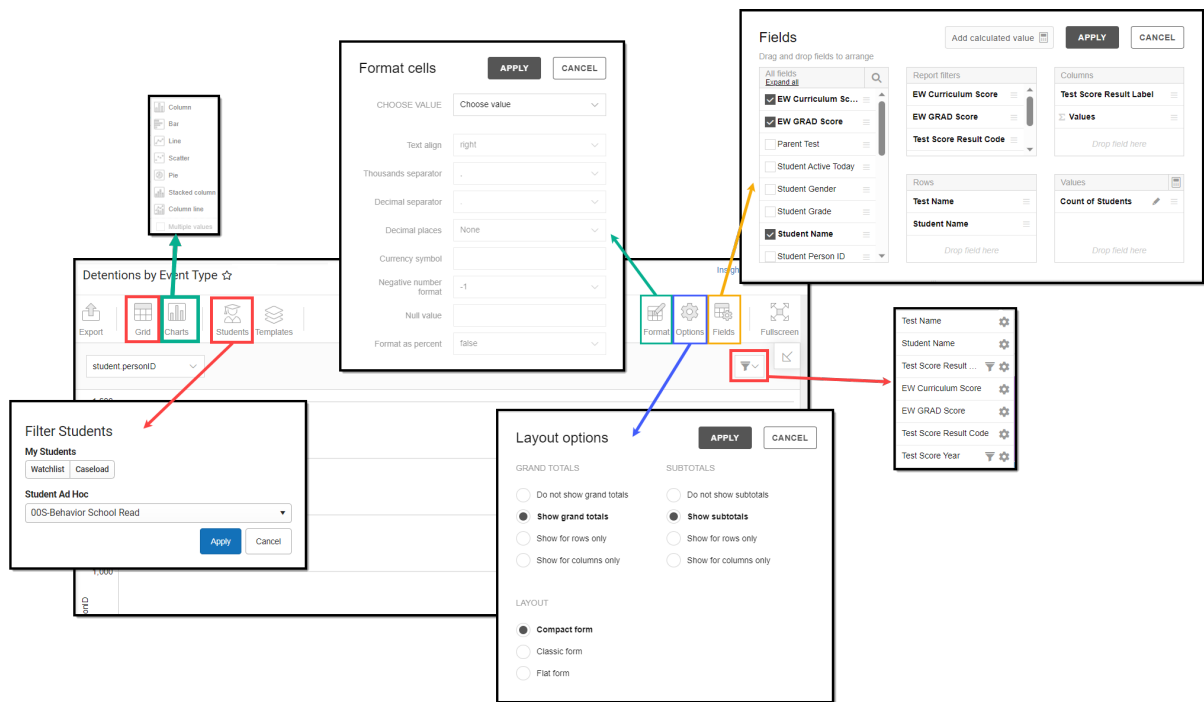 Fields
Add calculated value
APPLY
CANCEL
Drag and drop fields to arrange
All fields
Expand all
EW Curriculum Sc...
EW GRAD Score
Parent Test
Student Active Today
Student Gender
Student Grade
Student Name
Student Person ID
Report filters
EW Curriculum Score
EW GRAD Score
Test Score Result Code
Columns
Test Score Result Label
Σ Values
Drop field here
Rows
Test Name
Student Name
Drop field here
Values
Count of Students
Drop field here
Format cells
APPLY
CANCEL
CHOOSE VALUE
Choose value
Text align
right
Thousands separator
,
Decimal separator
.
Decimal places
None
Currency symbol
Negative number
format
-1
Null value
Format as percent
false
Column
Bar
Line
Scatter
Pie
Stacked column
Column line
Multiple values
Detentions by Event Type ☆
Insigh
Export
Grid
Charts
Students
Templates
Format
Options
Fields
Fullscreen
student.personID
1,600
1,000
onID
Test Name
Student Name
Test Score Result ...
EW Curriculum Score
EW GRAD Score
Test Score Result Code
Test Score Year
Filter Students
My Students
Watchlist
Caseload
Student Ad Hoc
00S-Behavior School Read
Apply
Cancel
Layout options
APPLY
CANCEL
GRAND TOTALS
Do not show grand totals
Show grand totals
Show for rows only
Show for columns only
SUBTOTALS
Do not show subtotals
Show subtotals
Show for rows only
Show for columns only
LAYOUT
Compact form
Classic form
Flat form